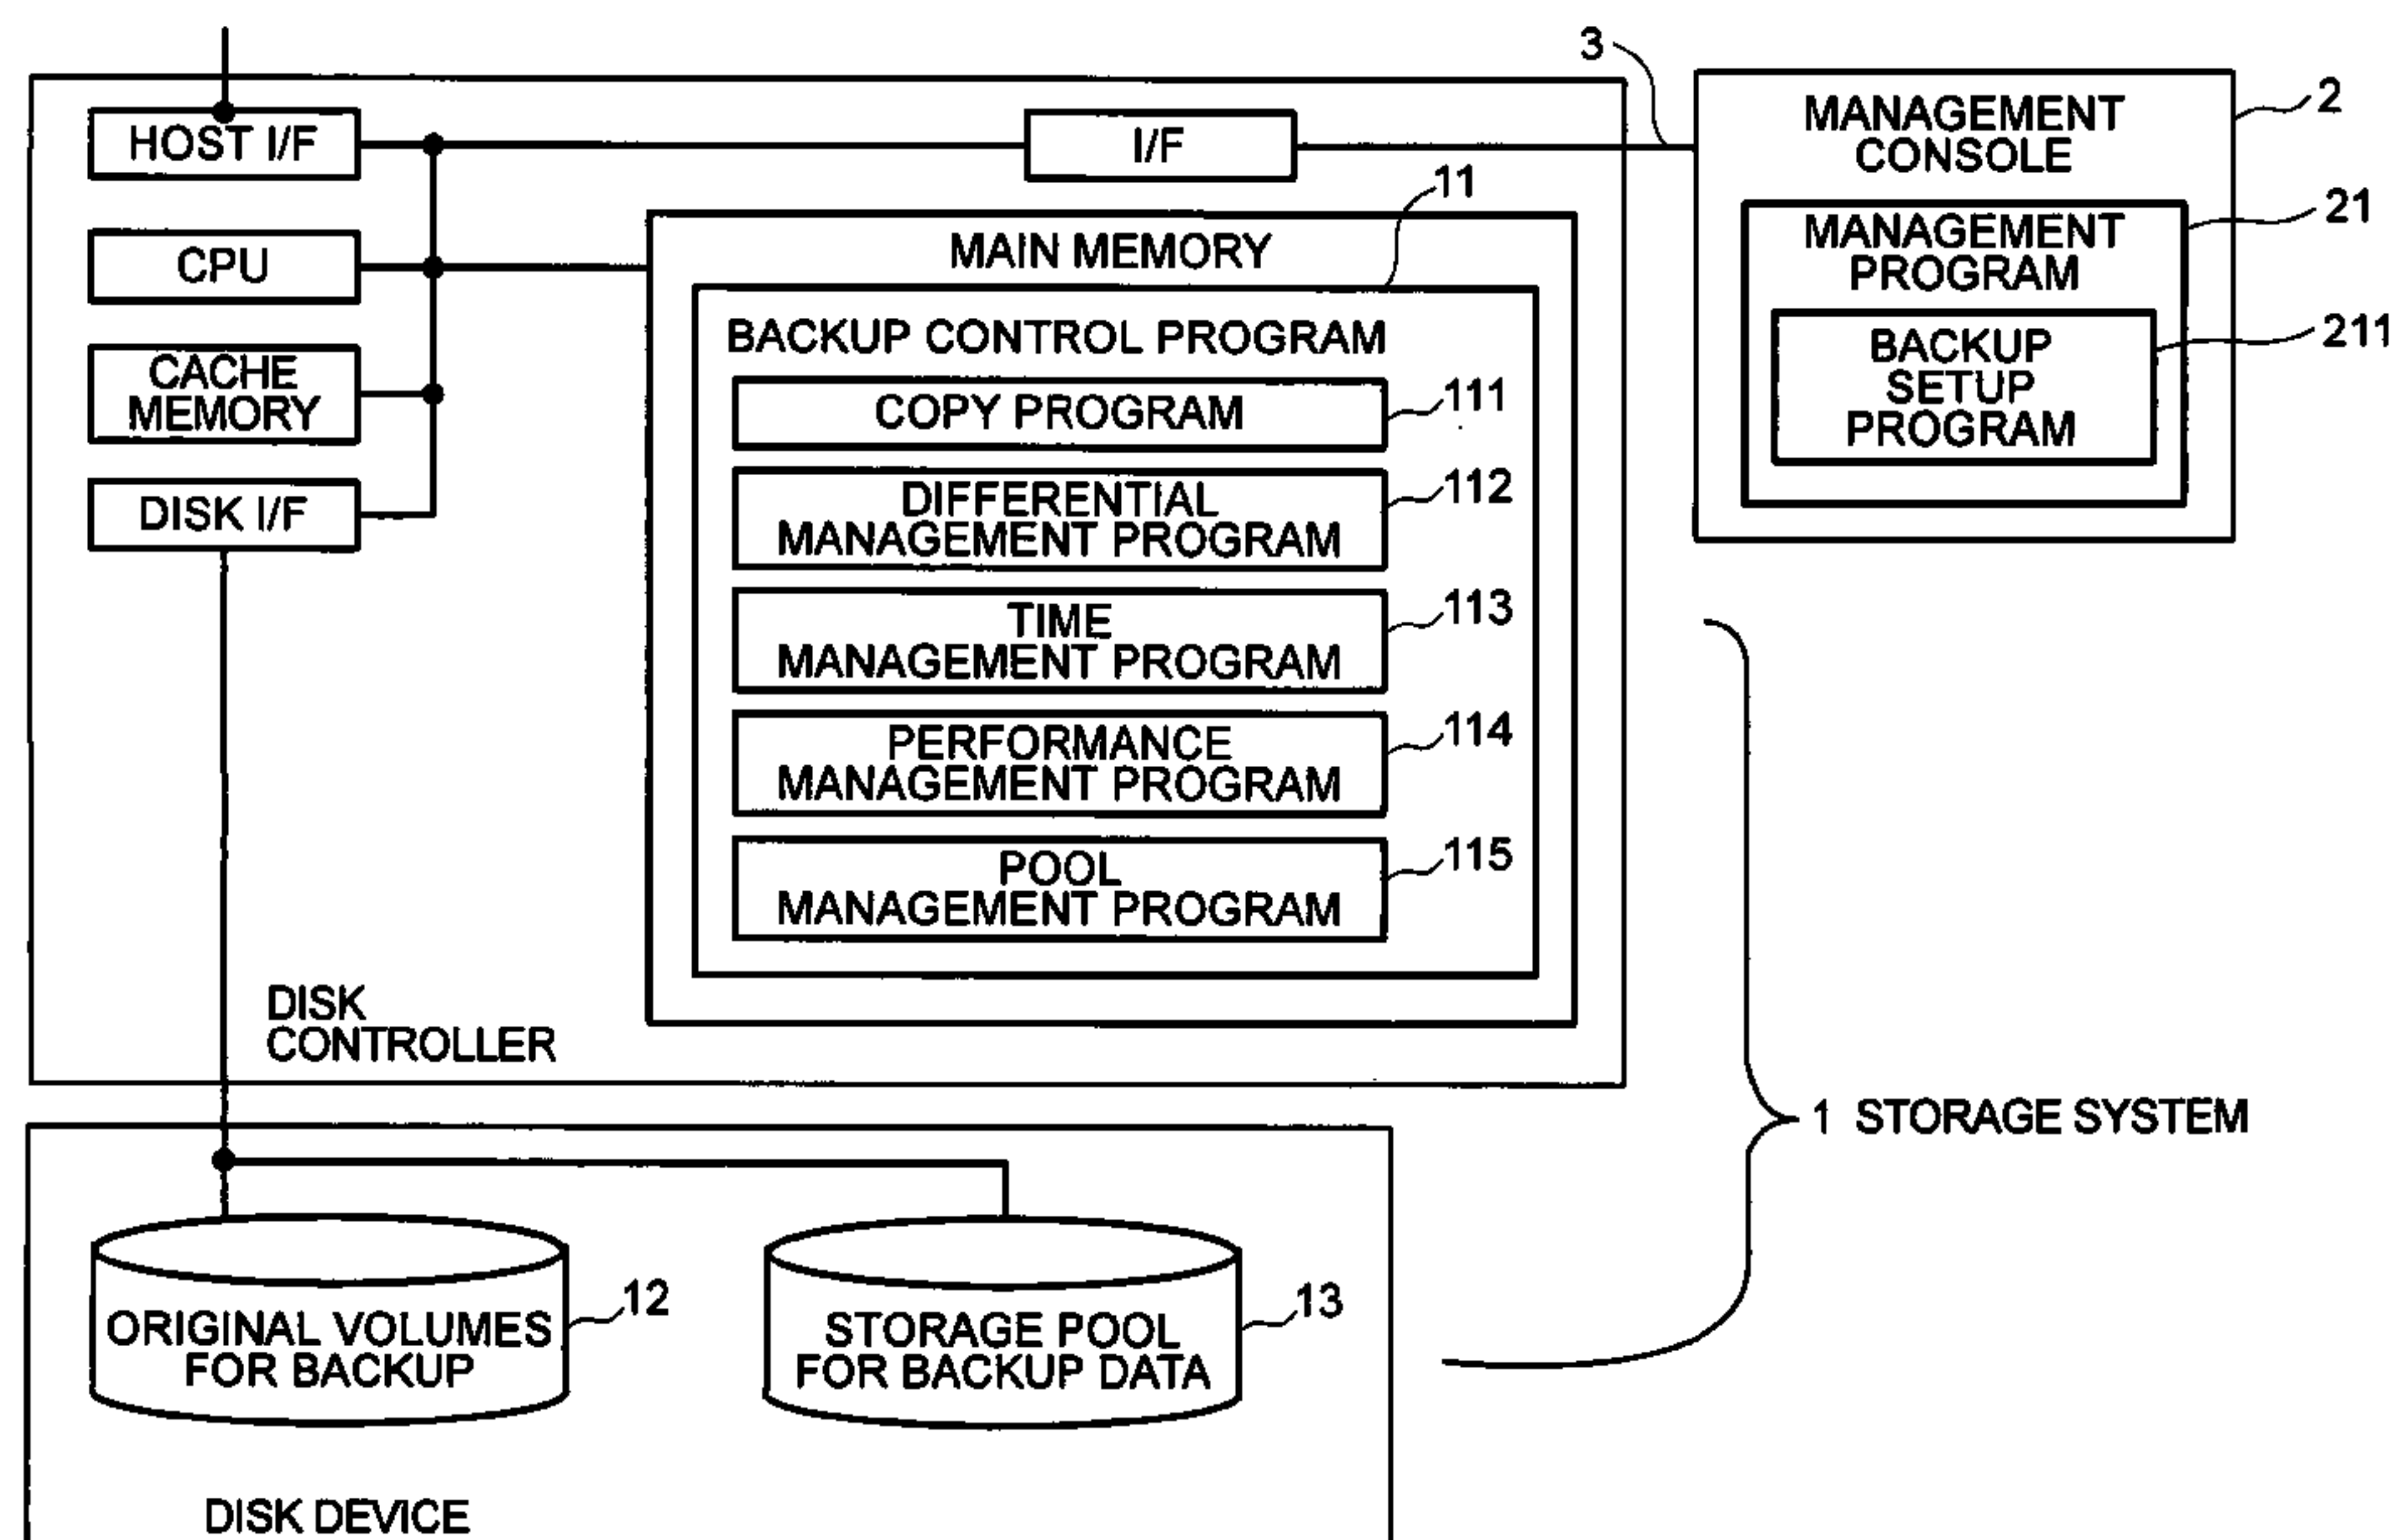 3
HOST I/F
I/F
MANAGEMENT
CONSOLE
2
11
CPU
MAIN MEMORY
MANAGEMENT
PROGRAM
21
BACKUP CONTROL PROGRAM
BACKUP
SETUP
PROGRAM
211
CACHE
MEMORY
COPY PROGRAM
111
DISK I/F
DIFFERENTIAL
MANAGEMENT PROGRAM
112
TIME
MANAGEMENT PROGRAM
113
PERFORMANCE
MANAGEMENT PROGRAM
114
POOL
MANAGEMENT PROGRAM
115
DISK
CONTROLLER
1 STORAGE SYSTEM
ORIGINAL VOLUMES
FOR BACKUP
12
STORAGE POOL
FOR BACKUP DATA
13
DISK DEVICE